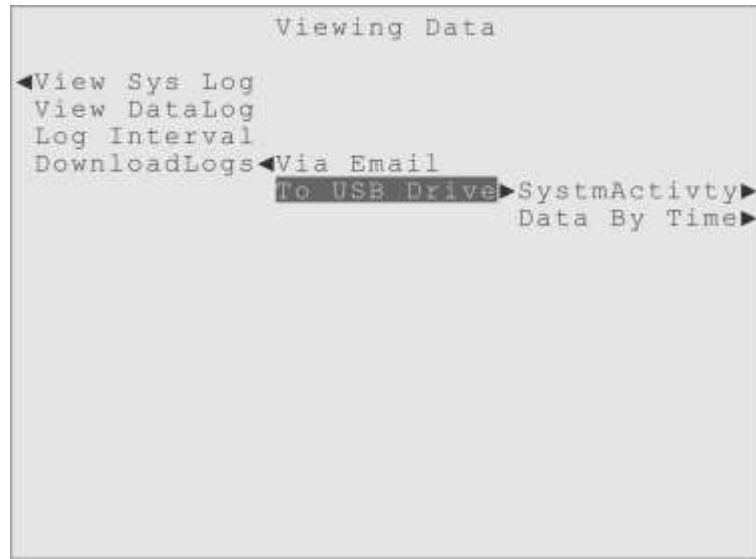 Viewing Data
◄View Sys Log
View DataLog
Log Interval
DownloadLogs◄Via Email
To USB Drive►SystmActivty►
Data By Time►